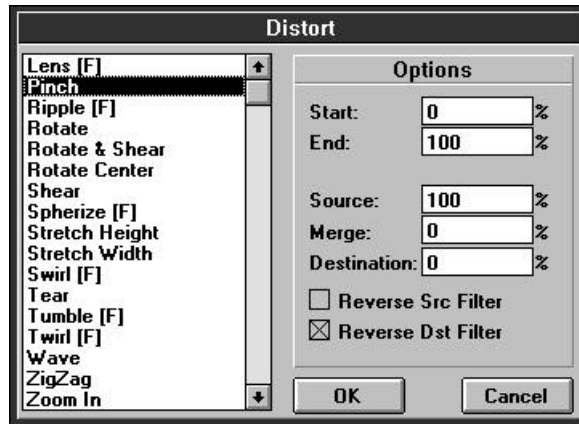 Distort
Lens [F]
Pinch
Ripple [F]
Rotate
Rotate & Shear
Rotate Center
Shear
Spherize [F]
Stretch Height
Stretch Width
Swirl [F]
Tear
Tumble [F]
Twirl [F]
Wave
ZigZag
Zoom In
Options
Start: 0 %
End: 100 %
Source: 100 %
Merge: 0 %
Destination: 0 %
Reverse Src Filter
Reverse Dst Filter
OK
Cancel